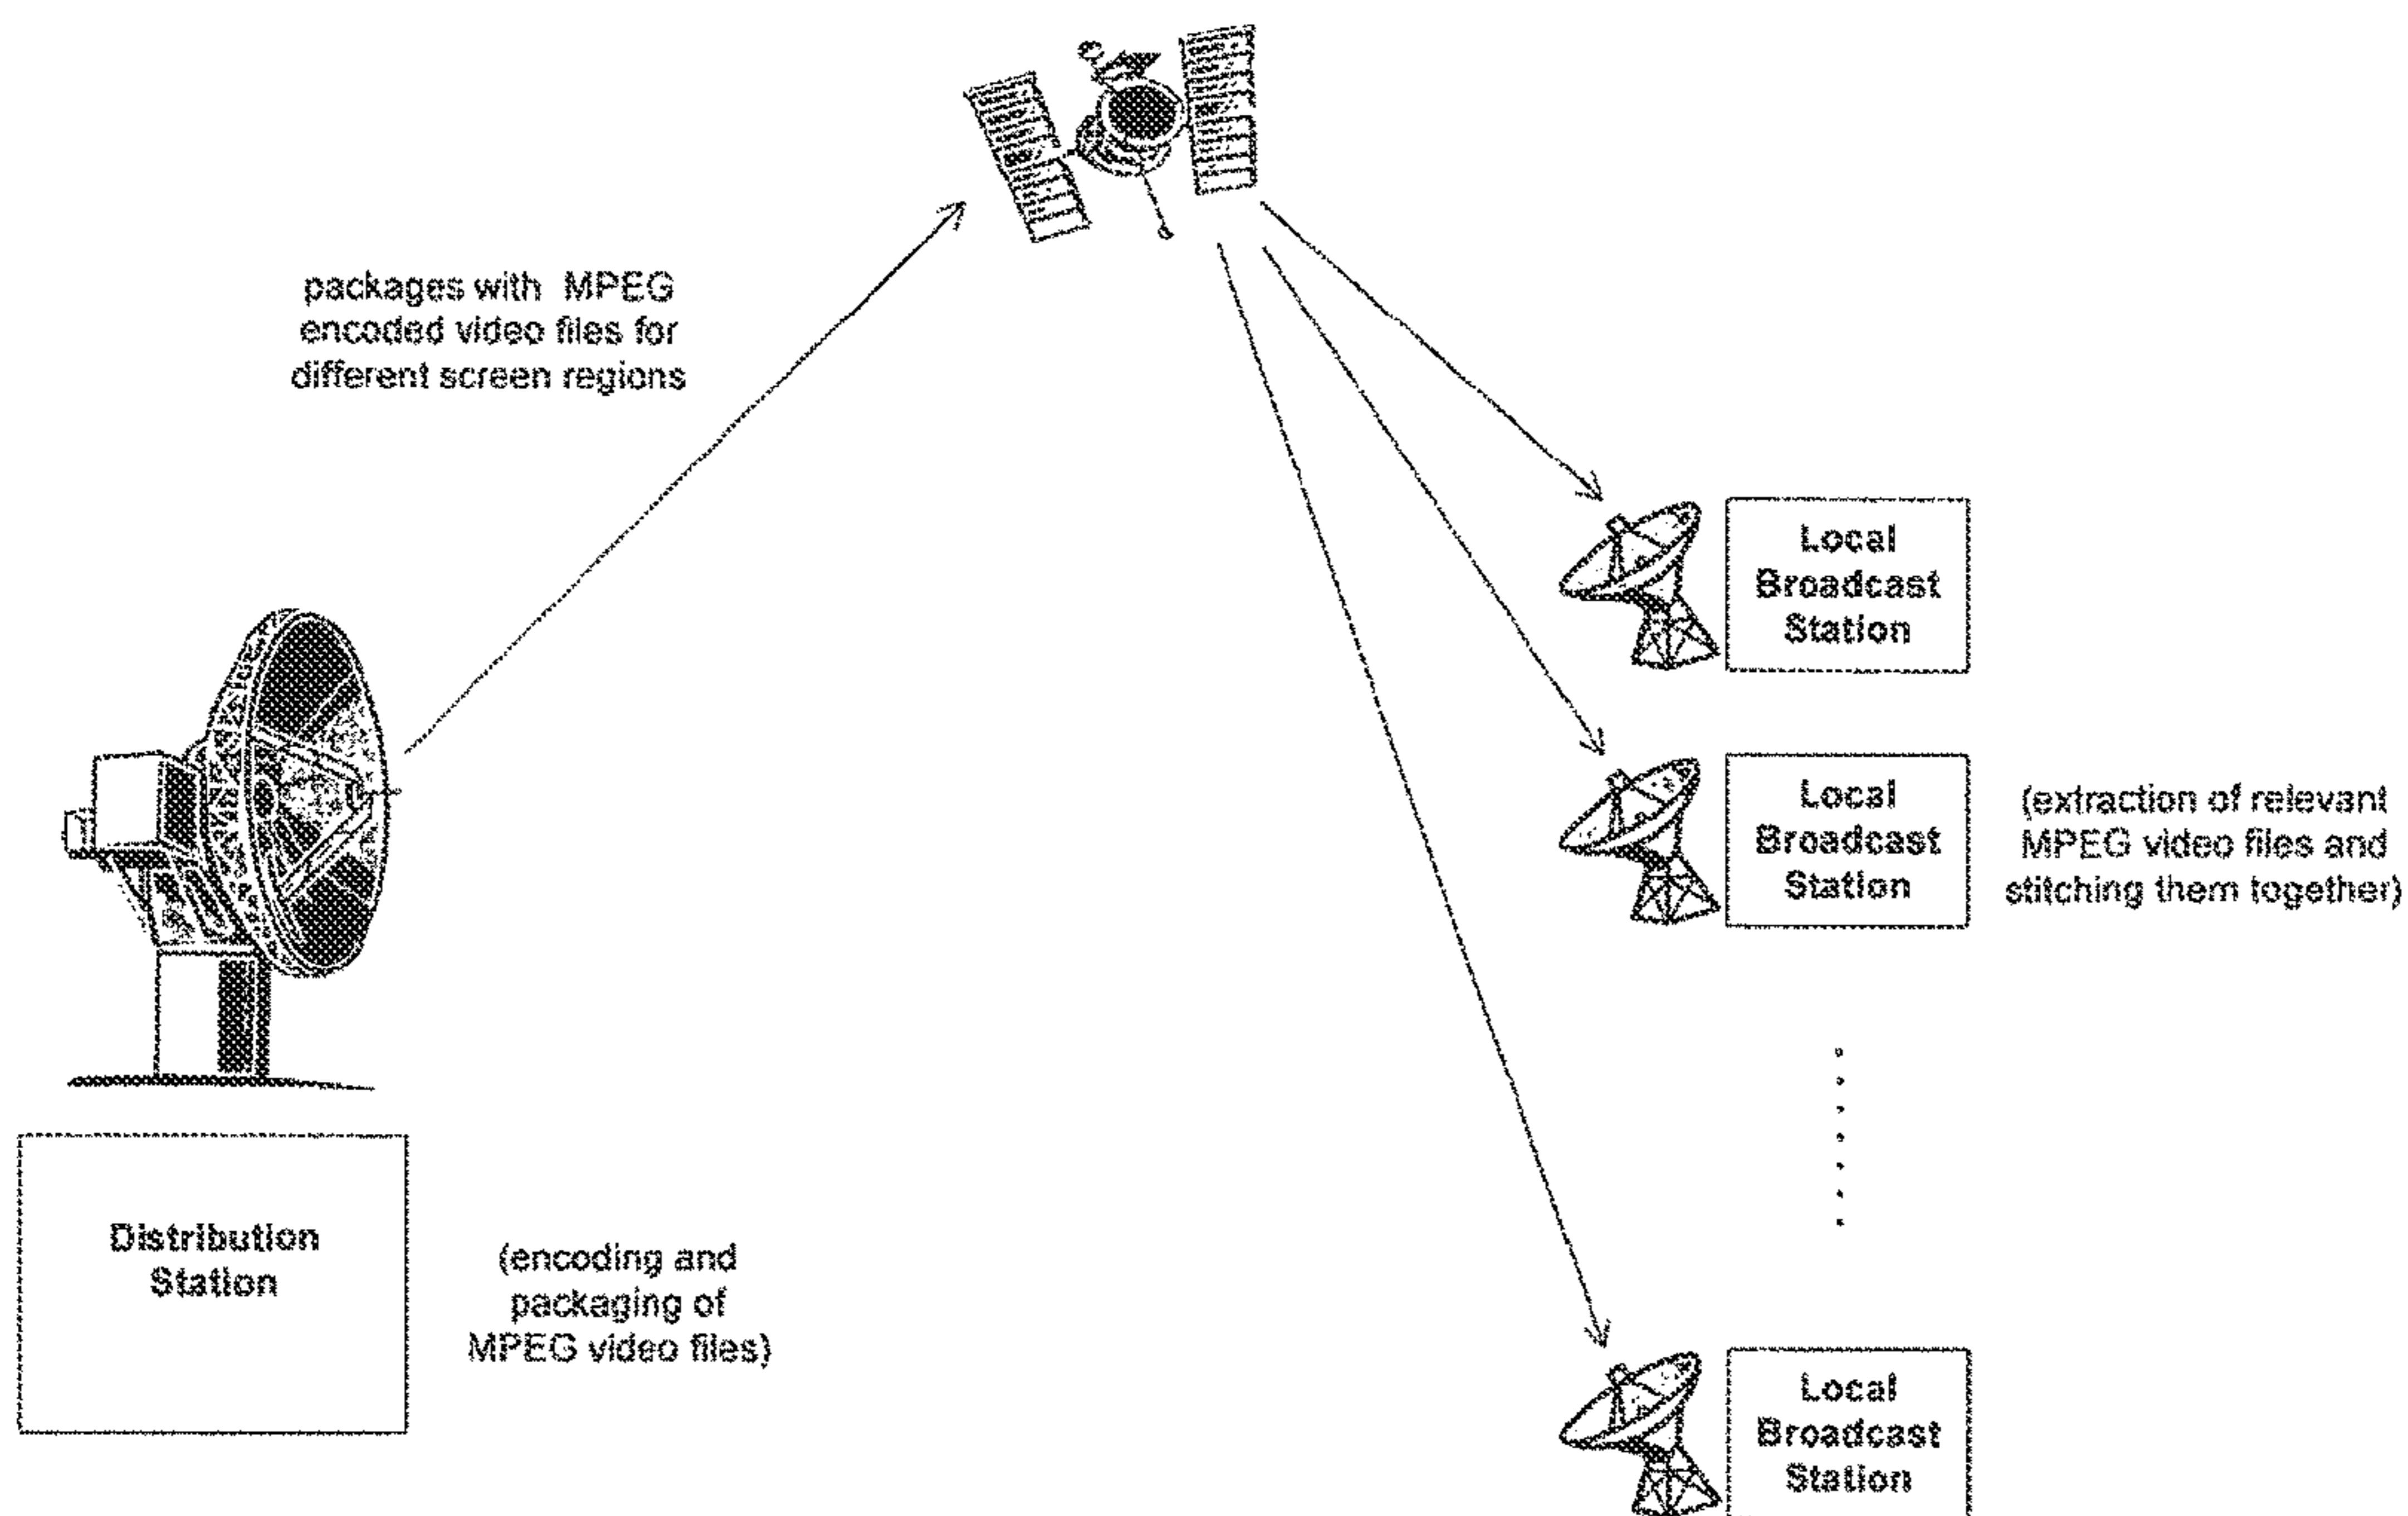 packages with MPEG
encoded video files for
different screen regions
Local
Broadcast
Station
Local
Broadcast
Station
(extraction of relevant
MPEG video files and
stitching them together)
Distribution
Station
(encoding and
packaging of
MPEG video files)
Local
Broadcast
Station